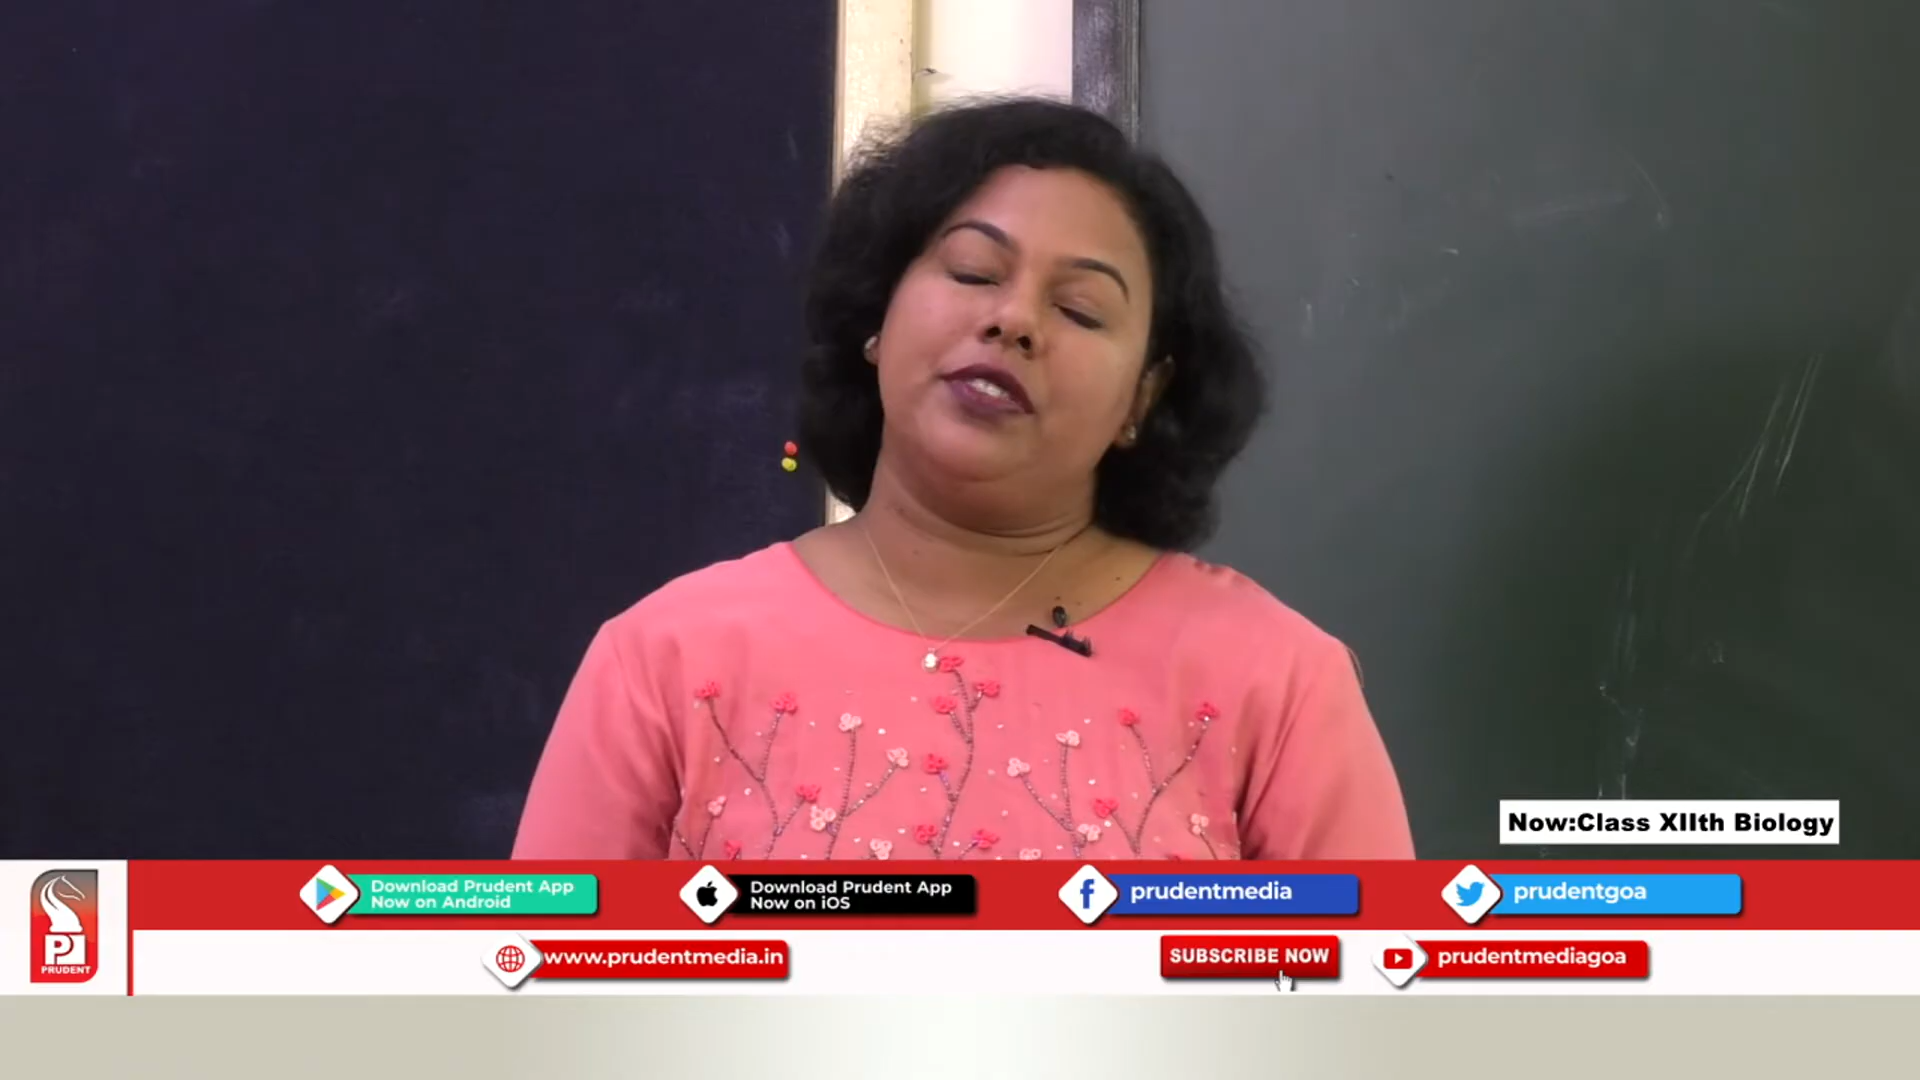 Now:Class XIIth Biology
Download Prudent App
Now on Android
Download Prudent App
Now on iOS
prudentmedia
prudentgoa
PRUDENT
www.prudentmedia.in
SUBSCRIBE NOW
prudentmediagoa